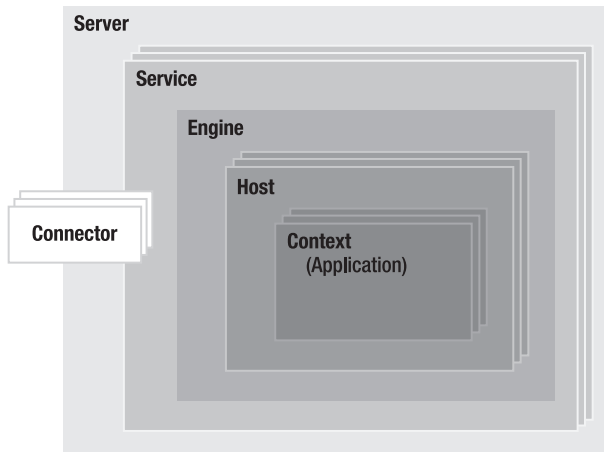 Server
Service
Engine
Host
Connector
Context
(Application)